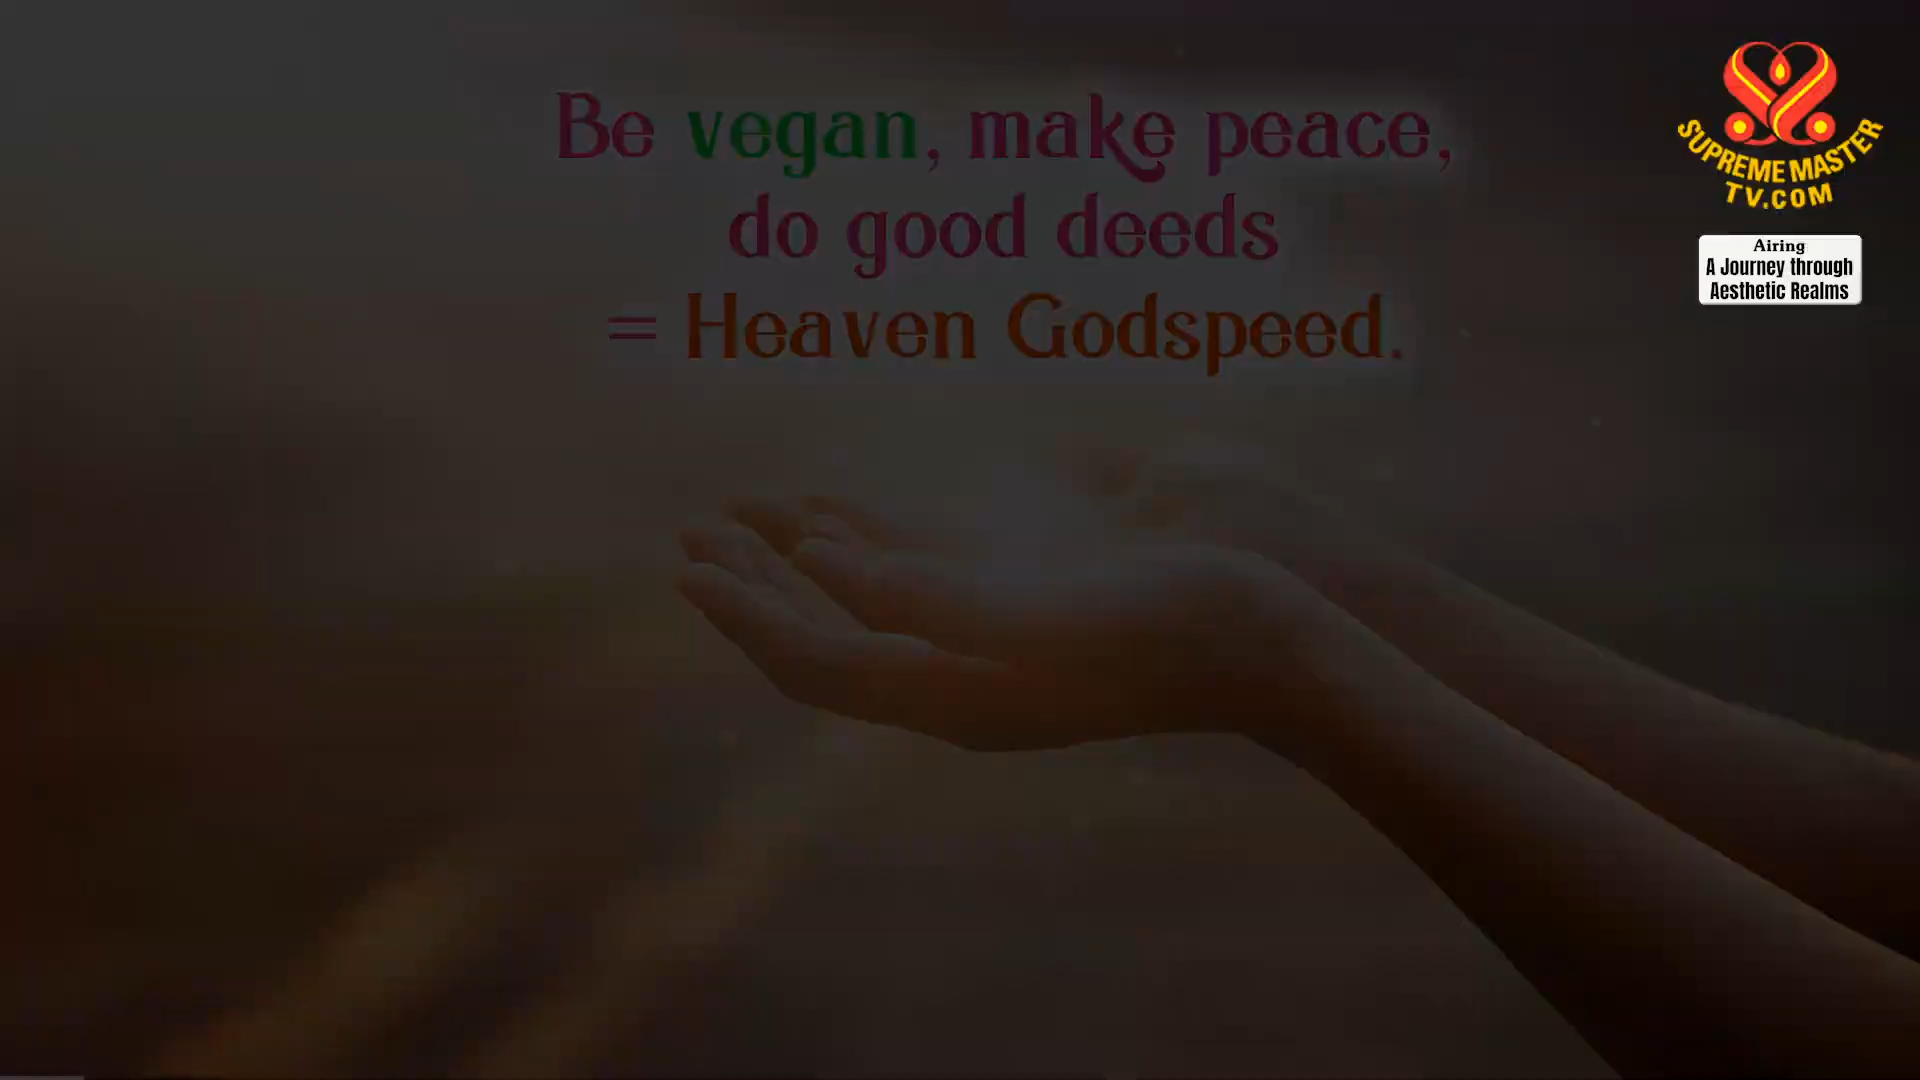 Be vegan, make peace,
do good deeds
= Heaven Godspeed.
SUPREME MASTER
TV.COM
Airing
A Journey through
Aesthetic Realms